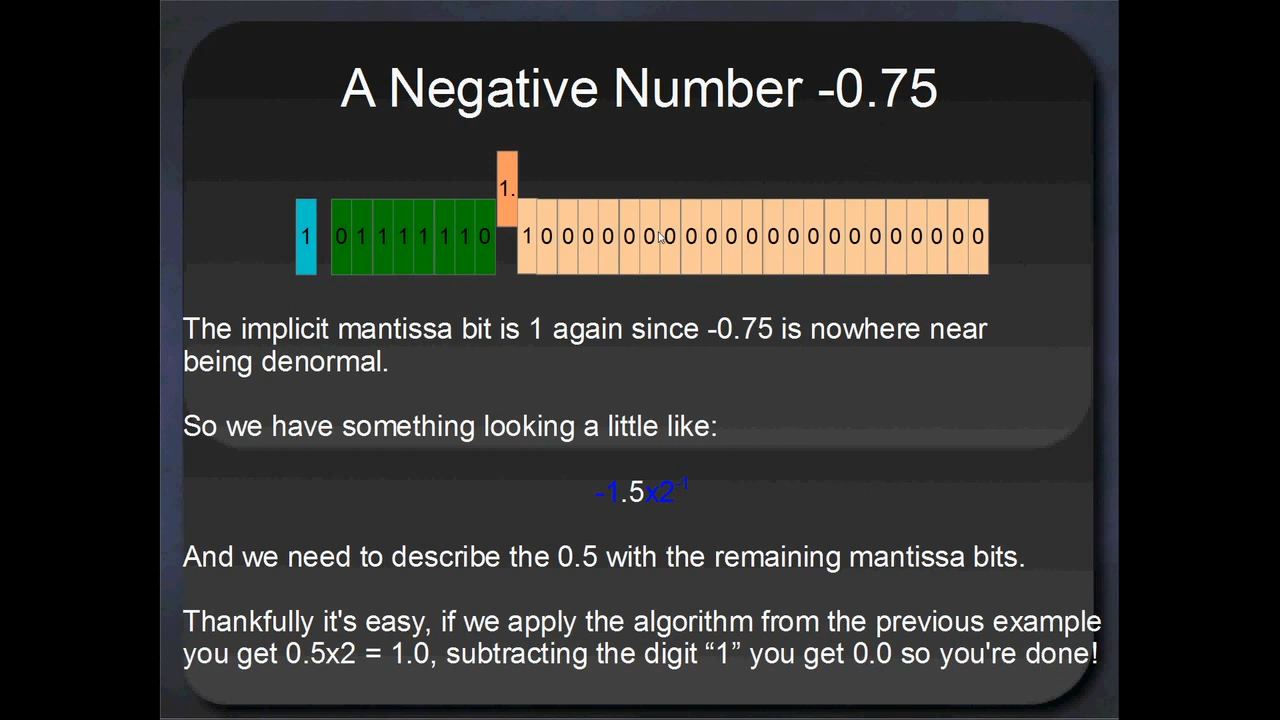 A Negative Number -0.75
1.
1 0 1 1 1 1 1 1 0 1 0 0 0 0 0 0 0 0 0 0 0 0 0 0 0 0 0 0 0 0 0 0
The implicit mantissa bit is 1 again since -0.75 is nowhere near
being denormal.
So we have something looking a little like:
-1.5x2⁻¹
And we need to describe the 0.5 with the remaining mantissa bits.
Thankfully it's easy, if we apply the algorithm from the previous example
you get 0.5x2 = 1.0, subtracting the digit “1” you get 0.0 so you're done!